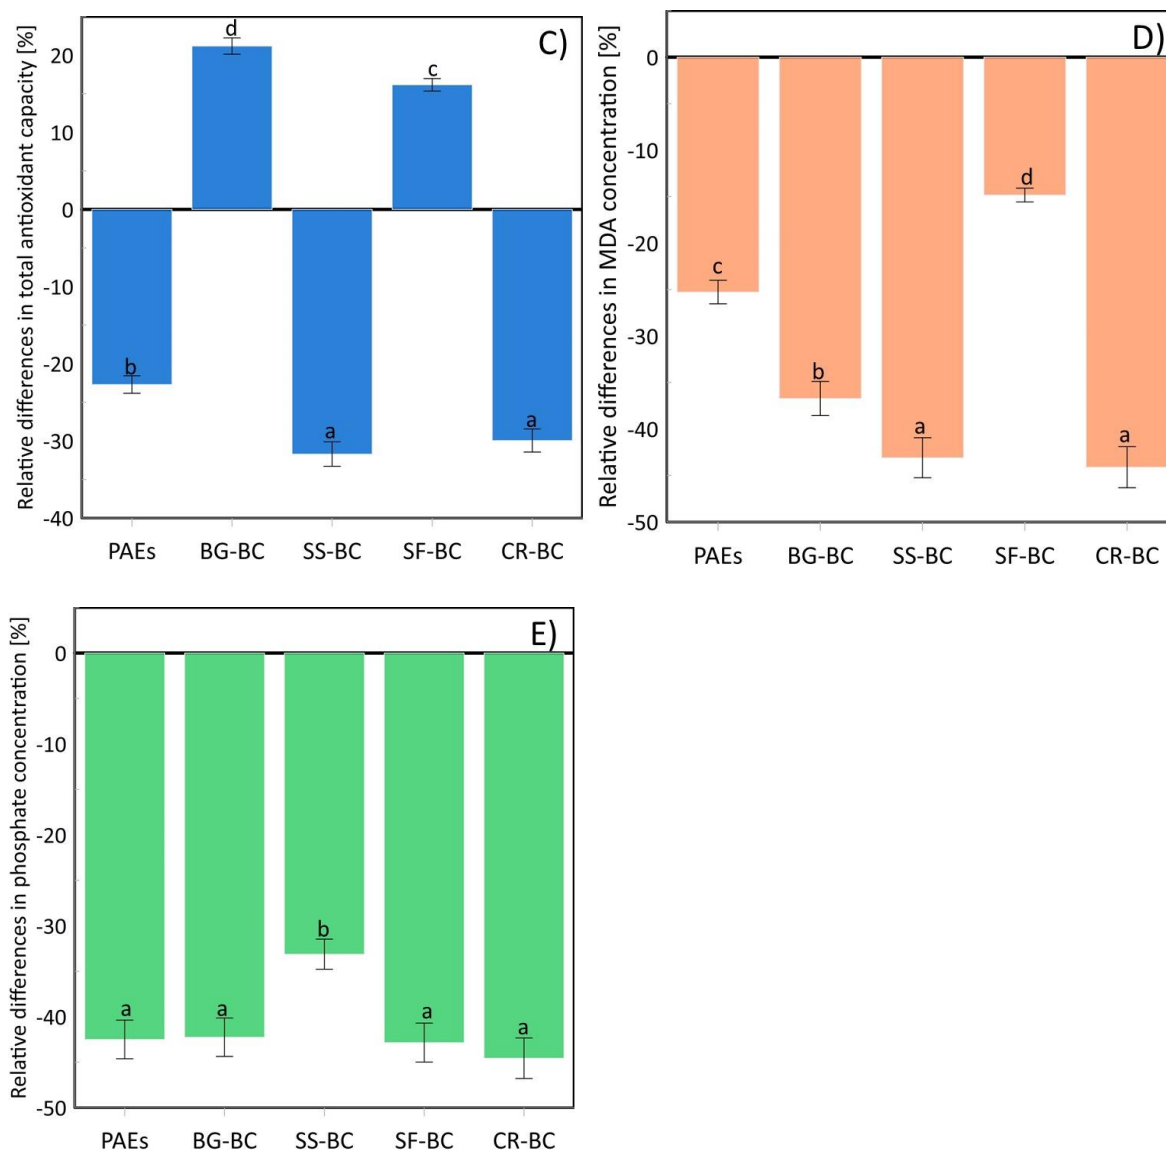 Relative differences in total antioxidant capacity [%]
C)
20
10
0
-10
-20
-30
-40
d
c
b
a
a
PAEs BG-BC SS-BC SF-BC CR-BC
Relative differences in MDA concentration [%]
D)
0
-10
-20
-30
-40
-50
c
b
a
d
a
PAEs BG-BC SS-BC SF-BC CR-BC
Relative differences in phosphate concentration [%]
E)
0
-10
-20
-30
-40
-50
a
a
b
a
a
PAEs BG-BC SS-BC SF-BC CR-BC